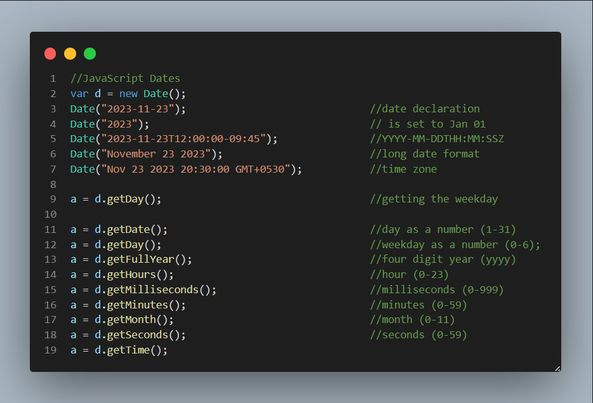 1 //JavaScript Dates
2 var d = new Date();
3 Date("2023-11-23"); //date declaration
4 Date("2023"); // is set to Jan 01
5 Date("2023-11-23T12:00:00-09:45"); //YYYY-MM-DDTHH:MM:SSZ
6 Date("November 23 2023"); //long date format
7 Date("Nov 23 2023 20:30:00 GMT+0530"); //time zone
8
9 a = d.getDay(); //getting the weekday
10
11 a = d.getDate(); //day as a number (1-31)
12 a = d.getDay(); //weekday as a number (0-6);
13 a = d.getFullYear(); //four digit year (yyyy)
14 a = d.getHours(); //hour (0-23)
15 a = d.getMilliseconds(); //milliseconds (0-999)
16 a = d.getMinutes(); //minutes (0-59)
17 a = d.getMonth(); //month (0-11)
18 a = d.getSeconds(); //seconds (0-59)
19 a = d.getTime();